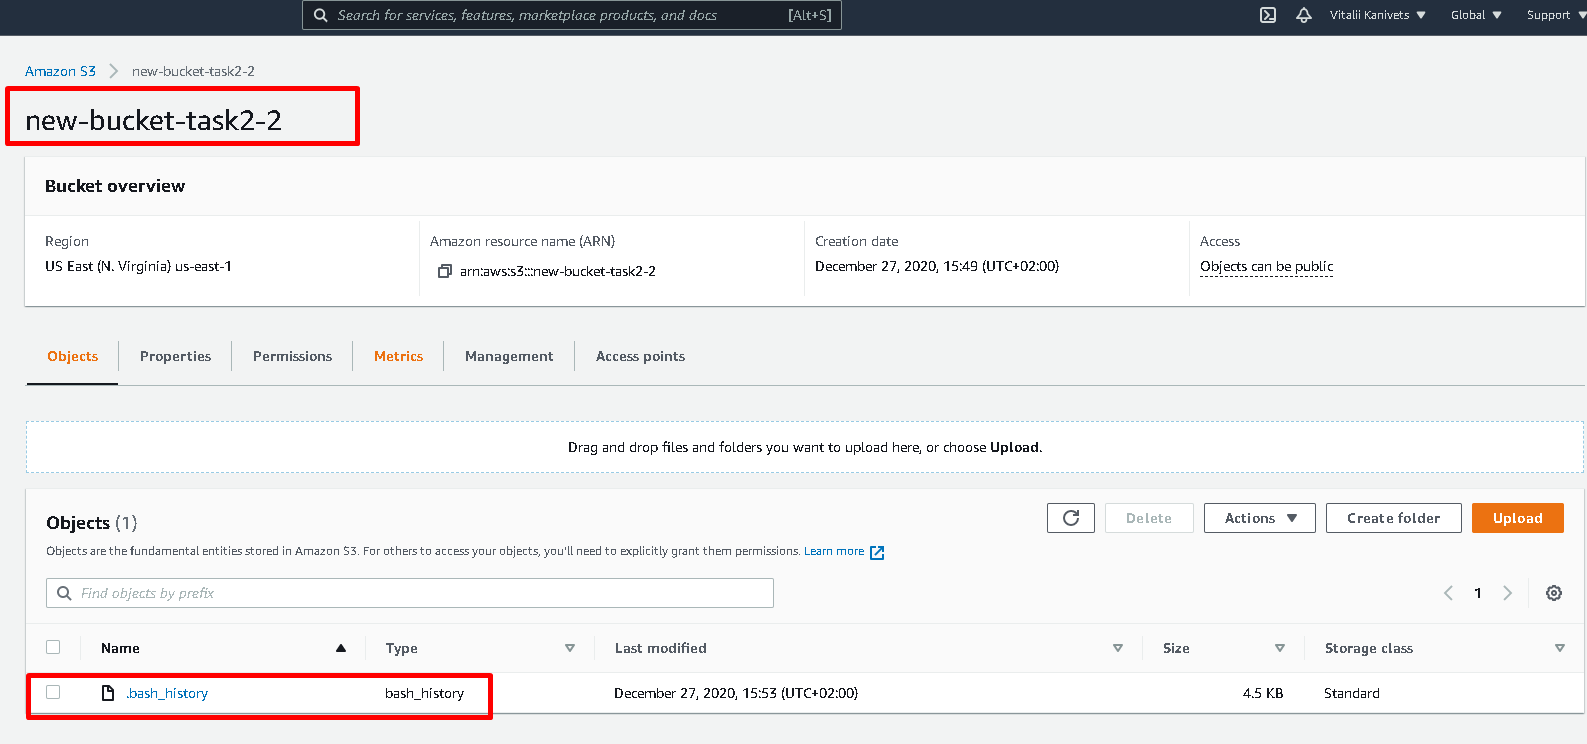 Search for services, features, marketplace products, and docs [Alt+S] Vitalii Kanivets Global Support
Amazon S3 new-bucket-task2-2
new-bucket-task2-2
Bucket overview
Region Amazon resource name (ARN) Creation date Access
US East (N. Virginia) us-east-1 arn:aws:s3:::new-bucket-task2-2 December 27, 2020, 15:49 (UTC+02:00) Objects can be public
Objects Properties Permissions Metrics Management Access points
Drag and drop files and folders you want to upload here, or choose Upload.
Objects (1) Delete Actions Create folder Upload
Objects are the fundamental entities stored in Amazon S3. For others to access your objects, you'll need to explicitly grant them permissions. Learn more
Find objects by prefix 1
Name Type Last modified Size Storage class
.bash_history bash_history December 27, 2020, 15:53 (UTC+02:00) 4.5 KB Standard